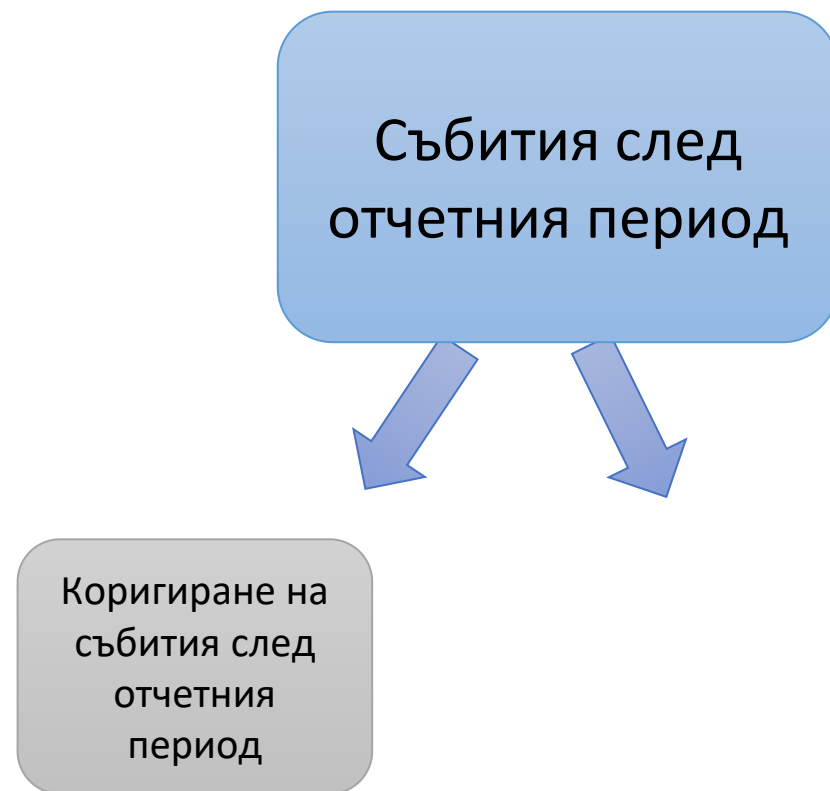 Събития след
отчетния период
Коригиране на
събития след
отчетния
период